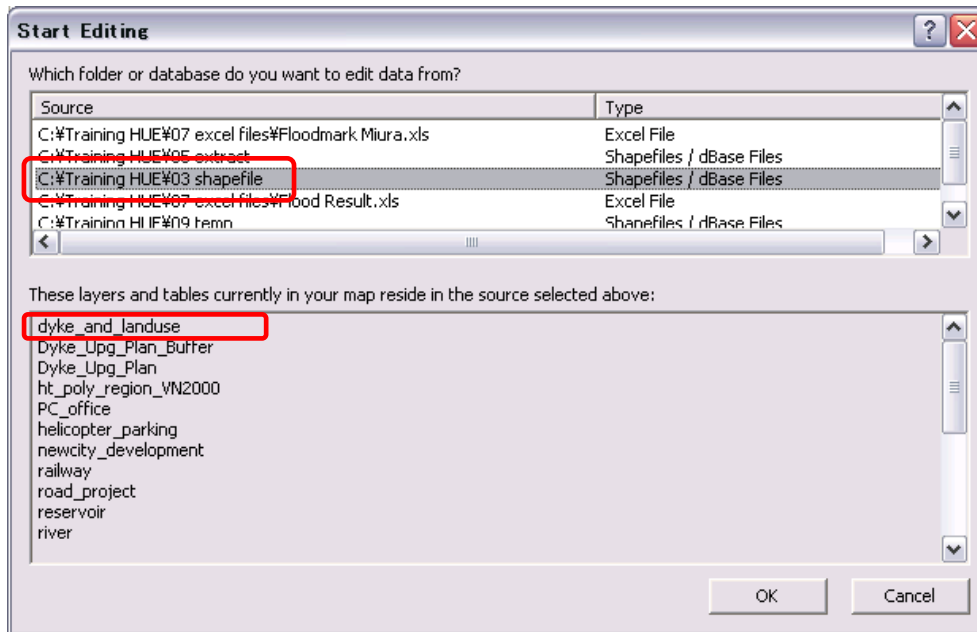 Start Editing
Which folder or database do you want to edit data from?
Source Type
C:¥Training HUE¥07 excel files¥Floodmark Miura.xls Excel File
C:¥Training HUE¥05 extract Shapefiles / dBase Files
C:¥Training HUE¥03 shapefile Shapefiles / dBase Files
C:¥Training HUE¥07 excel files¥Flood Result.xls Excel File
C:¥Training HUE¥09 temp Shapefiles / dBase Files
These layers and tables currently in your map reside in the source selected above:
dyke_and_landuse
Dyke_Upg_Plan_Buffer
Dyke_Upg_Plan
ht_poly_region_VN2000
PC_office
helicopter_parking
newcity_development
railway
road_project
reservoir
river
OK Cancel